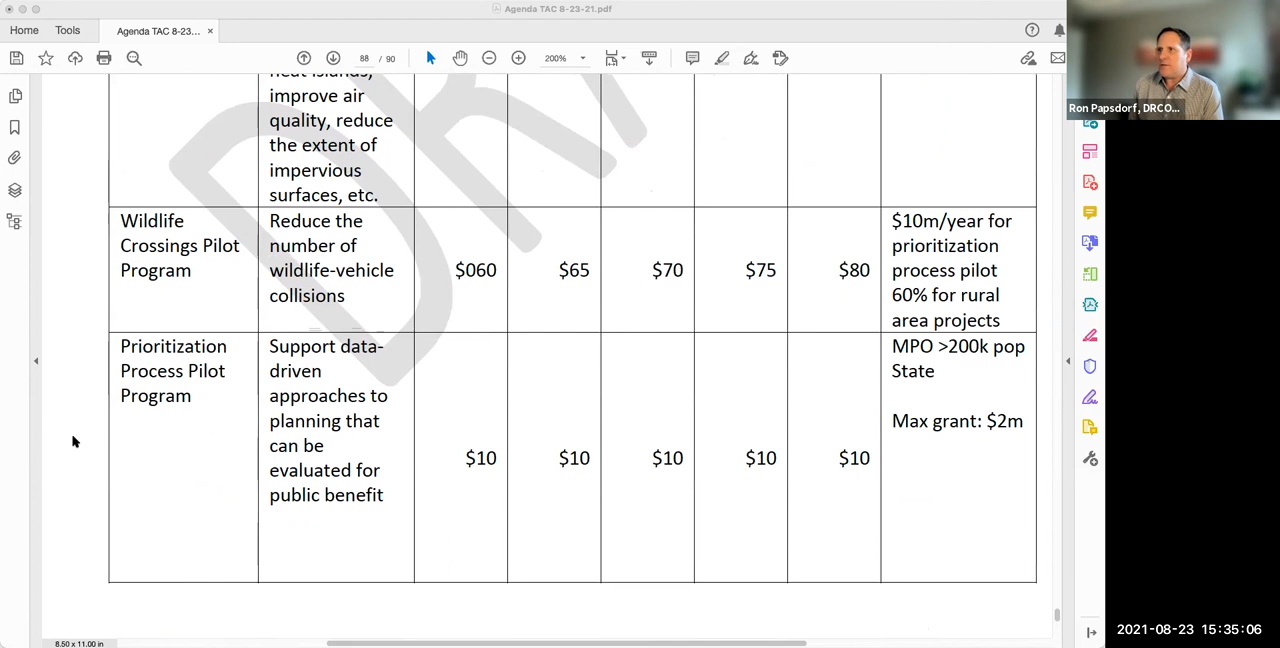 Agenda TAC 8-23-21.pdf
Home
Tools
Agenda TAC 8-23...
×
88 / 90
200%
heat islands,
improve air
quality, reduce
the extent of
impervious
surfaces, etc.
Wildlife
Crossings Pilot
Program
Reduce the
number of
wildlife-vehicle
collisions
$060
$65
$70
$75
$80
$10m/year for
prioritization
process pilot
60% for rural
area projects
Prioritization
Process Pilot
Program
Support data-
driven
approaches to
planning that
can be
evaluated for
public benefit
$10
$10
$10
$10
$10
MPO >200k pop
State
Max grant: $2m
8.50 x 11.00 in
Ron Papsdorf, DRCO...
2021-08-23 15:35:06